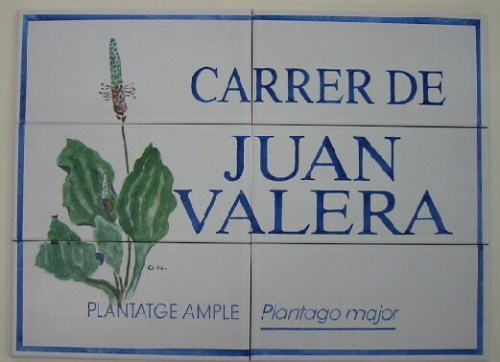 CARRER DE
JUAN
VALERA
PLANTATGE AMPLE Plantago major